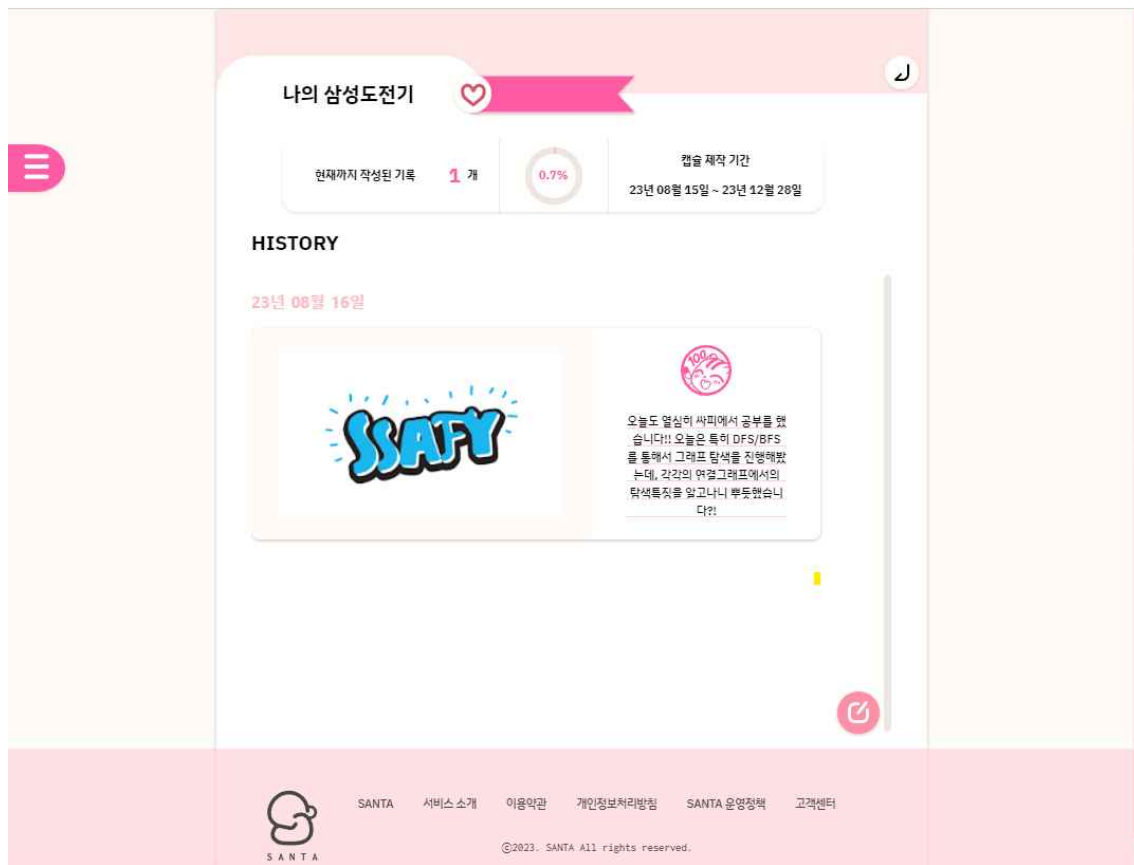 나의 삼성도전기
현재까지 작성된 기록 1 개
0.7%
캡슐 제작 기간
23년 08월 15일 ~ 23년 12월 28일
HISTORY
23년 08월 16일
SSAFY
100
오늘도 열심히 싸피에서 공부를 했
습니다!! 오늘은 특히 DFS/BFS
를 통해서 그래프 탐색을 진행해봤
는데, 각각의 연결그래프에서의
탐색특징을 알고나니 뿌듯했습니
다?!
SANTA 서비스 소개 이용약관 개인정보처리방침 SANTA 운영정책 고객센터
SANTA
ⓒ2023. SANTA All rights reserved.